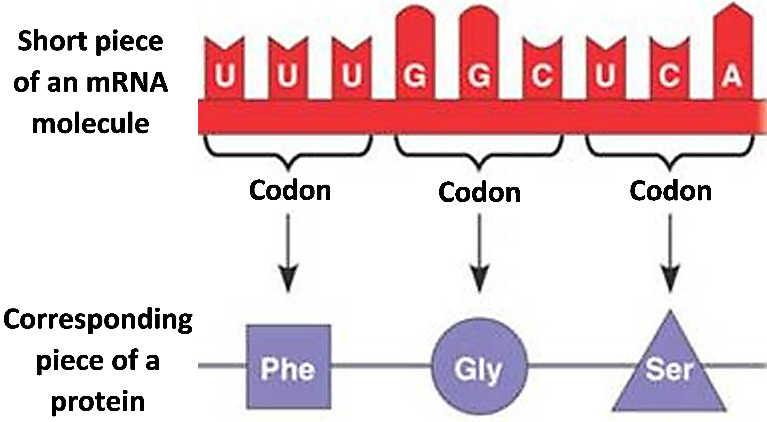 Short piece
of an mRNA
molecule
U U U G G C U C A
Codon Codon Codon
Corresponding
piece of a
protein
Phe Gly Ser